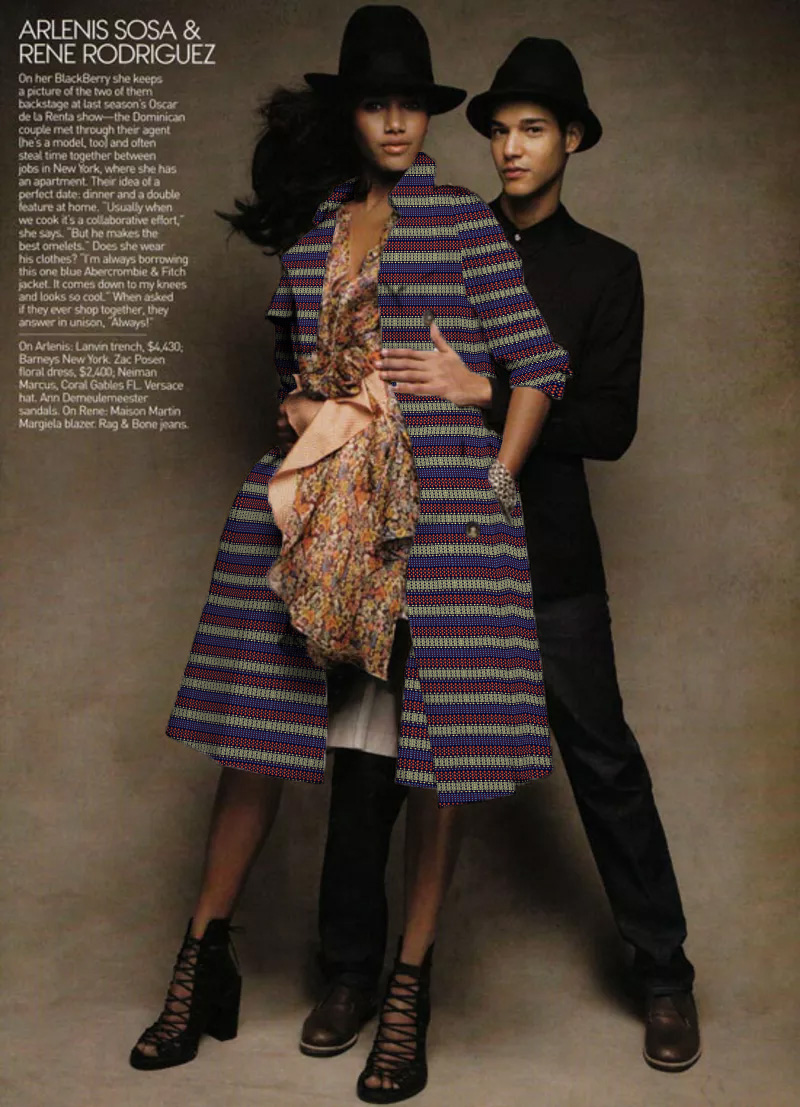 ARLENIS SOSA &
RENE RODRIGUEZ
On her BlackBerry she keeps
a picture of the two of them
backstage at last season's Oscar
de la Renta show—the Dominican
couple met through their agent
(he's a model, too) and often
steal time together between
jobs in New York, where she has
an apartment. Their idea of a
perfect date: dinner and a double
feature at home. "Usually when
we cook it's a collaborative effort,"
she says. "But he makes the
best omelets." Does she wear
his clothes? "I'm always borrowing
this one blue Abercrombie & Fitch
jacket. It comes down to my knees
and looks so cool." When asked
if they ever shop together, they
answer in unison, "Always!"
On Arlenis: Lanvin trench, $4,430;
Barneys New York. Zac Posen
floral dress, $2,400; Neiman
Marcus, Coral Gables FL. Versace
hat. Ann Demeulemeester
sandals. On Rene: Maison Martin
Margiela blazer. Rag & Bone jeans.